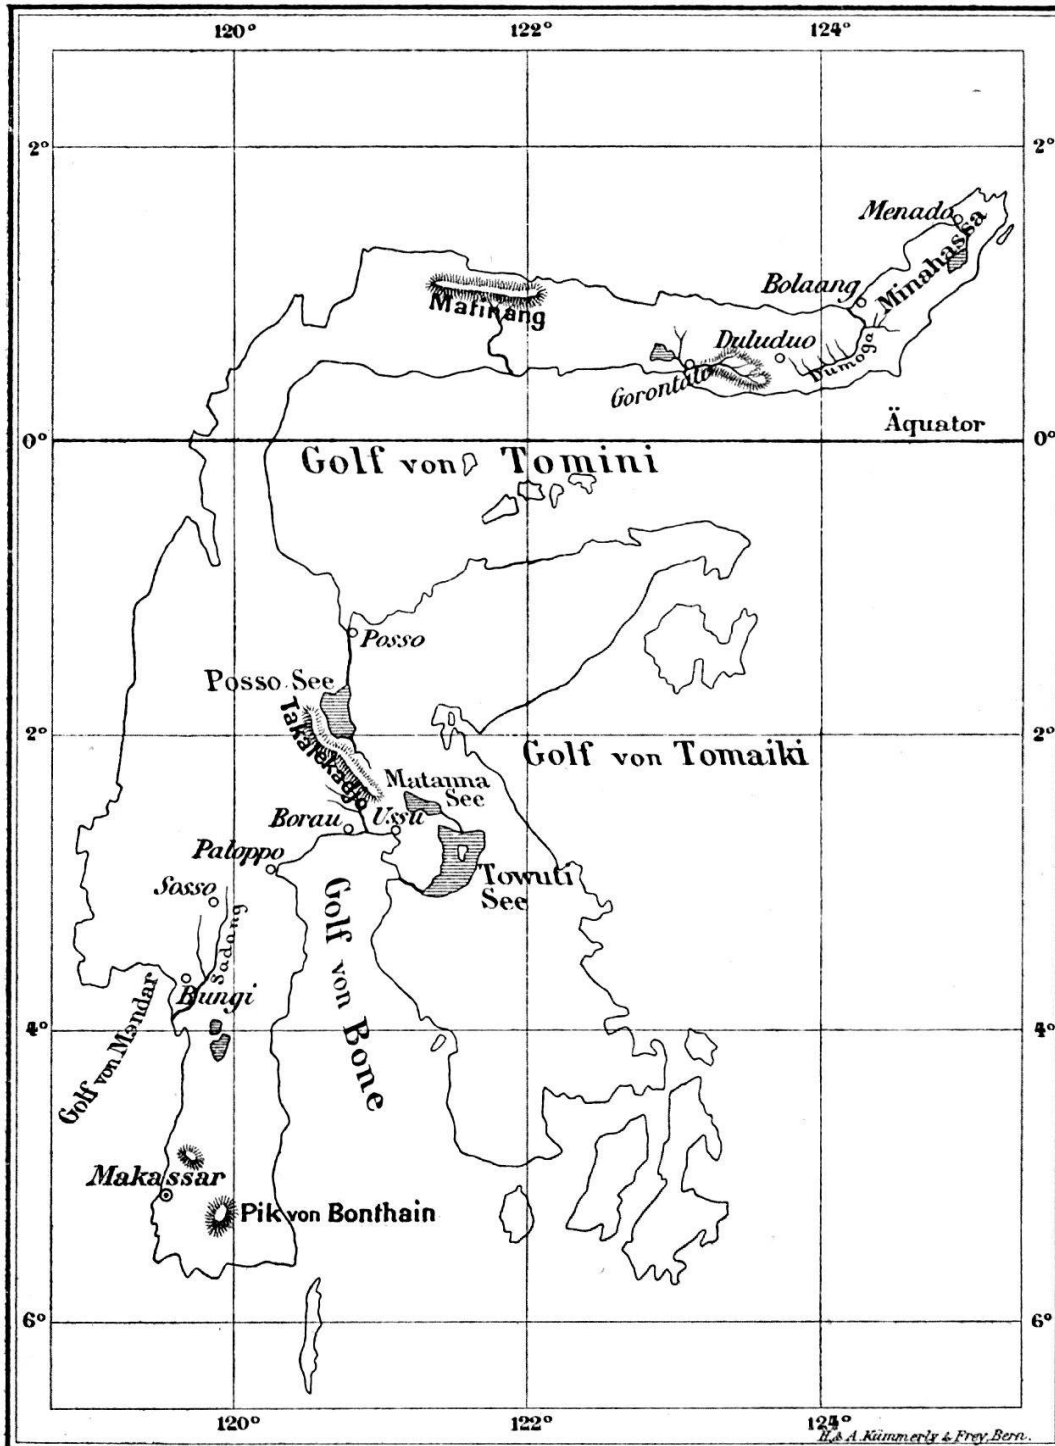 120°
122°
124°
2°
2°
Menado
Minahassa
Bolaang
Matinang
Duluduo
Dumoga
Gorontalo
Äquator
0°
0°
Golf von Tomini
Posso
Posso See
Takalekadjo
2°
2°
Golf von Tomaiki
Matanna
See
Borau
Ussu
Paloppo
Towuti
See
Sosso
Sadang
Golf von Bone
Bungi
Golf von Mandar
4°
4°
Makassar
Pik von Bonthain
6°
6°
120°
122°
124°
H. & A. Kümmerly & Frey, Bern.